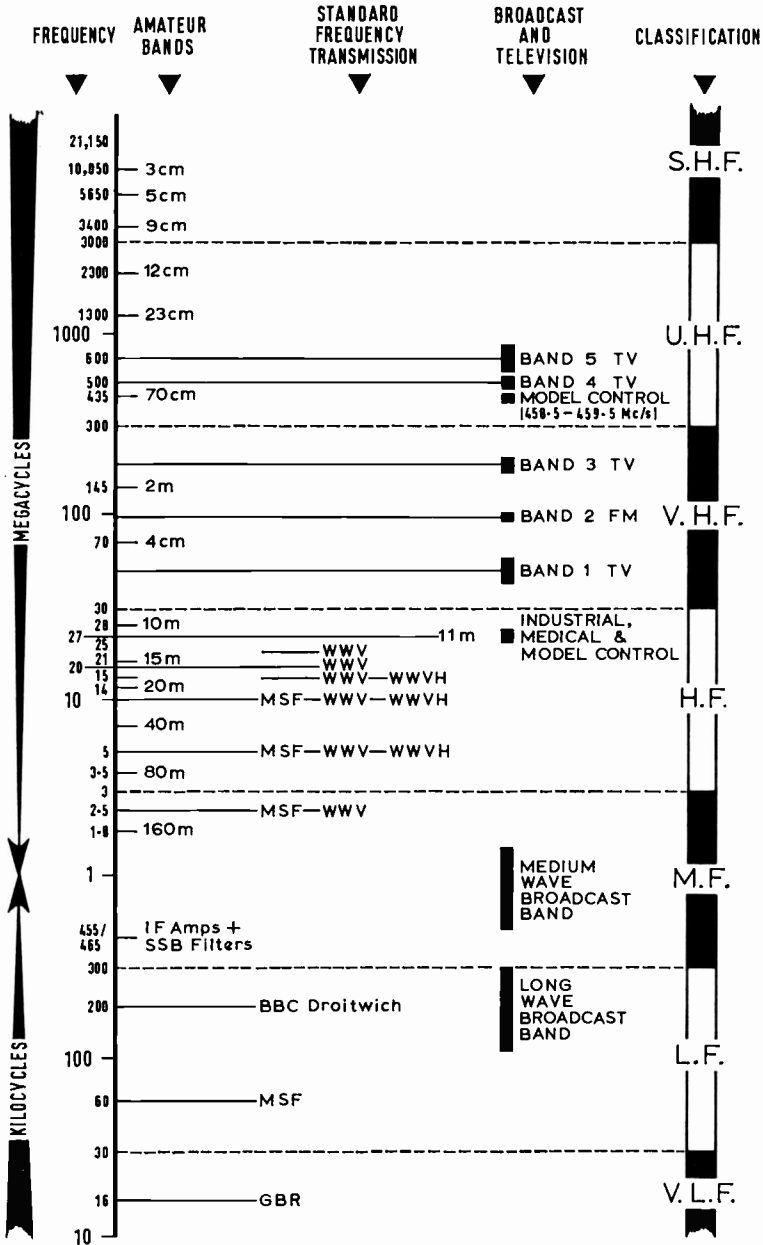 FREQUENCY
AMATEUR
BANDS
STANDARD
FREQUENCY
TRANSMISSION
BROADCAST
AND
TELEVISION
CLASSIFICATION
21,150
S.H.F.
10,050 3cm
5650 5cm
3400 9cm
3000
2300 12cm
1300 23cm
1000 U.H.F.
600 BAND 5 TV
500 BAND 4 TV
435 70cm MODEL CONTROL
(458·5-459·5 Mc/s)
300
MEGACYCLES
BAND 3 TV
145 2m
100 BAND 2 FM V.H.F.
70 4cm
BAND 1 TV
30
28 10m
INDUSTRIAL,
MEDICAL &
MODEL CONTROL
27 11m
25 WWV
21 15m
20 WWV
15 WWV-WWVH
14 20m
10 MSF-WWV-WWVH H.F.
40m
5 MSF-WWV-WWVH
3·5 80m
3
2·5 MSF-WWV
1·8 160m
1 M.F.
MEDIUM
WAVE
BROADCAST
BAND
455/
465
IF Amps +
SSB Filters
300
200 BBC Droitwich
LONG
WAVE
BROADCAST
BAND
100 L.F.
KILOCYCLES
60 MSF
30
16 GBR V.L.F.
10